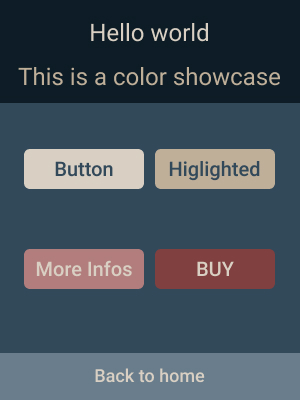 Hello world
This is a color showcase
Button
Higlighted
More Infos
BUY
Back to home